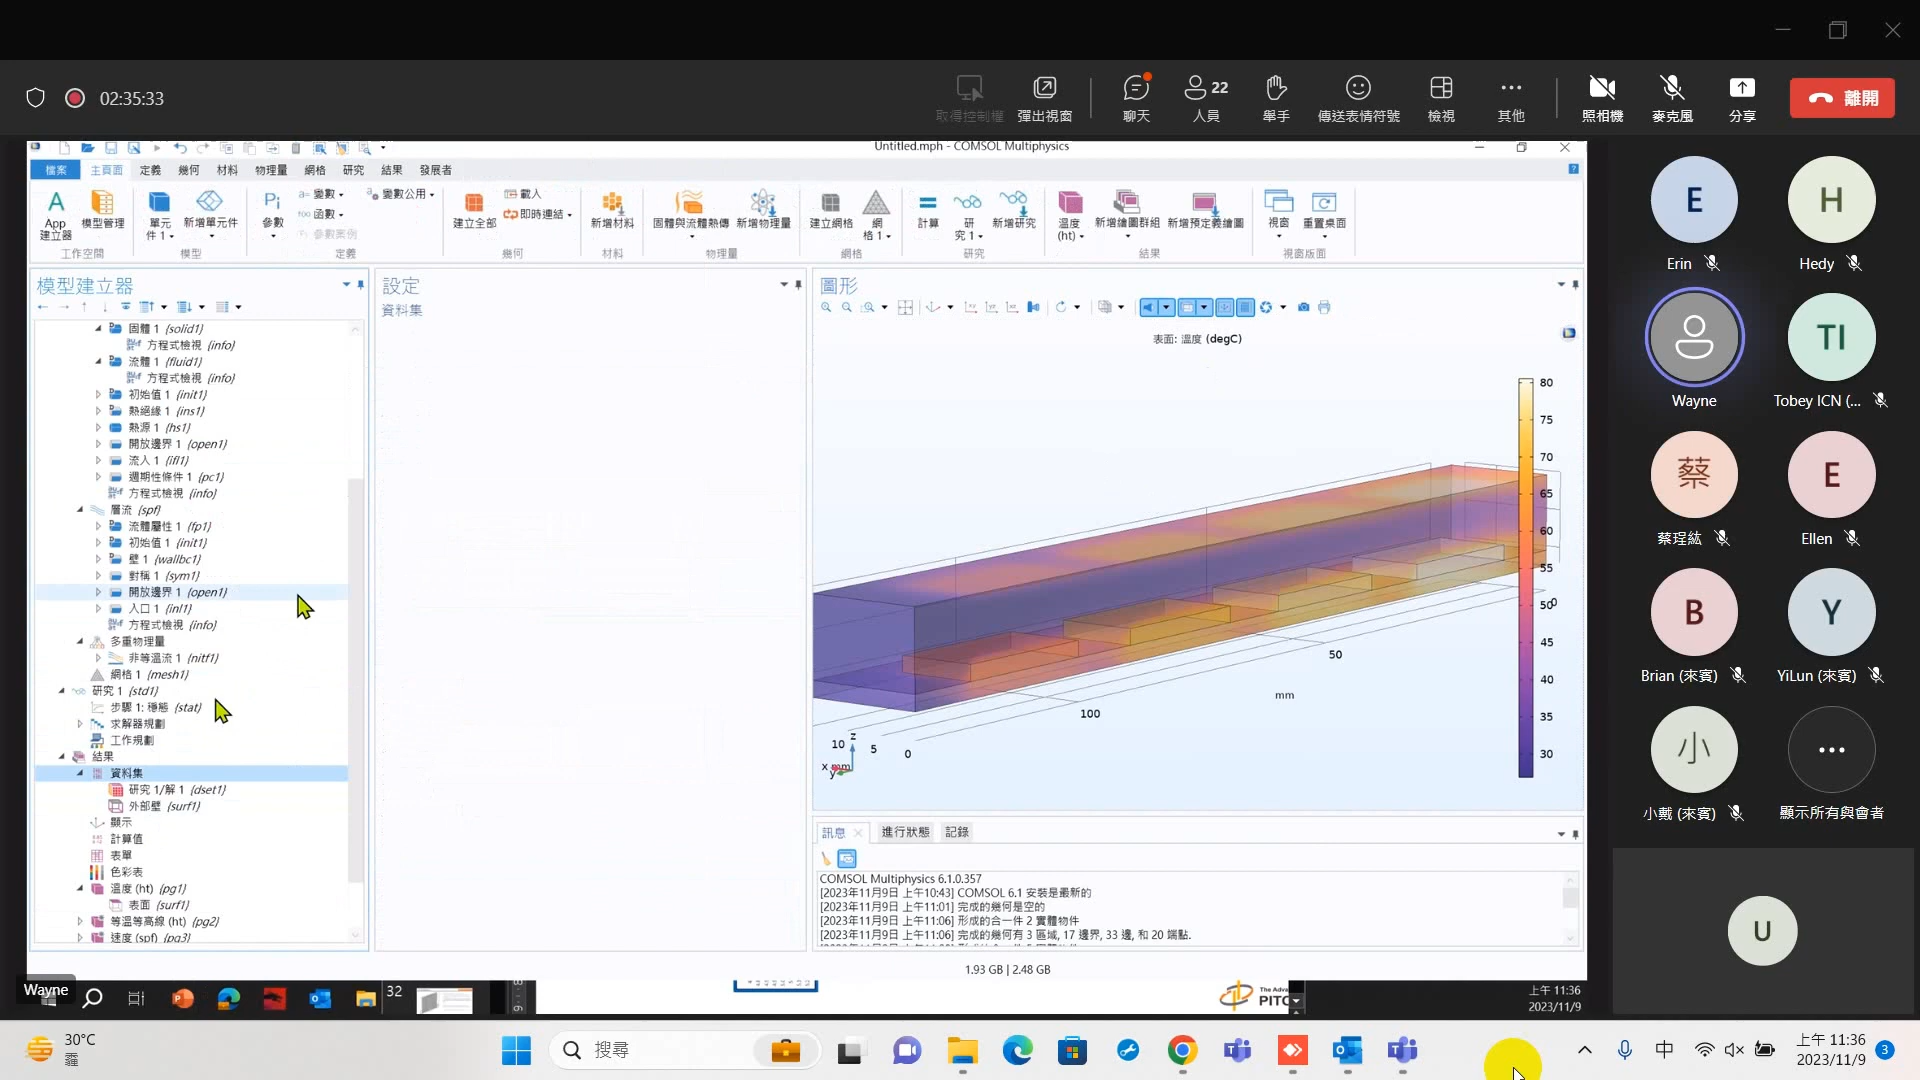 02:35:33
取得控制權
彈出視窗
聊天
22
人員
舉手
傳送表情符號
檢視
其他
照相機
麥克風
分享
離開
Untitled.mph - COMSOL Multiphysics
檔案 主頁面 定義 幾何 材料 物理量 網格 研究 結果 發展者
App
建立器
模型管理
工作空間
單元
件 1
新增單元件
模型
Pi
參數
a= 變數
f(x) 函數
參數案例
變數公用
定義
建立全部
載入
即時連結
幾何
新增材料
材料
固體與流體熱傳
新增物理量
物理量
建立網格
網
格 1
網格
計算
研
究 1
新增研究
研究
溫度
(ht)
新增繪圖群組
新增預定義繪圖
結果
視窗
重置桌面
視窗版面
模型建立器
固體 1 (solid1)
方程式檢視 (info)
流體 1 (fluid1)
方程式檢視 (info)
初始值 1 (init1)
熱絕緣 1 (ins1)
熱源 1 (hs1)
開放邊界 1 (open1)
流入 1 (ifl1)
週期性條件 1 (pc1)
方程式檢視 (info)
層流 (spf)
流體屬性 1 (fp1)
初始值 1 (init1)
壁 1 (wallbc1)
對稱 1 (sym1)
開放邊界 1 (open1)
入口 1 (inl1)
方程式檢視 (info)
多重物理量
非等溫流 1 (nitf1)
網格 1 (mesh1)
研究 1 (std1)
步驟 1: 穩態 (stat)
求解器規劃
工作規劃
結果
資料集
研究 1/解 1 (dset1)
外部壁 (surf1)
顯示
計算值
表單
色彩表
溫度 (ht) (pg1)
表面 (surf1)
等溫等高線 (ht) (pg2)
速度 (spf) (pg3)
設定
資料集
圖形
表面: 溫度 (degC)
80
75
70
65
60
55
50
45
40
35
30
0
50
mm
100
10
5
0
z
x
mm
y
訊息 進行狀態 記錄
COMSOL Multiphysics 6.1.0.357
[2023年11月9日 上午10:43] COMSOL 6.1 安裝是最新的
[2023年11月9日 上午11:01] 完成的幾何是空的
[2023年11月9日 上午11:06] 形成的合一件 2 實體物件
[2023年11月9日 上午11:06] 完成的幾何有 3 區域, 17 邊界, 33 邊, 和 20 端點.
1.93 GB | 2.48 GB
Wayne
32
The Adva
PITO
上午 11:36
2023/11/9
E
Erin
H
Hedy
Wayne
TI
Tobey ICN (...
蔡
蔡珵紘
E
Ellen
B
Brian (來賓)
Y
YiLun (來賓)
小
小戴 (來賓)
顯示所有與會者
U
30°C
霾
搜尋
中
上午 11:36
2023/11/9
3